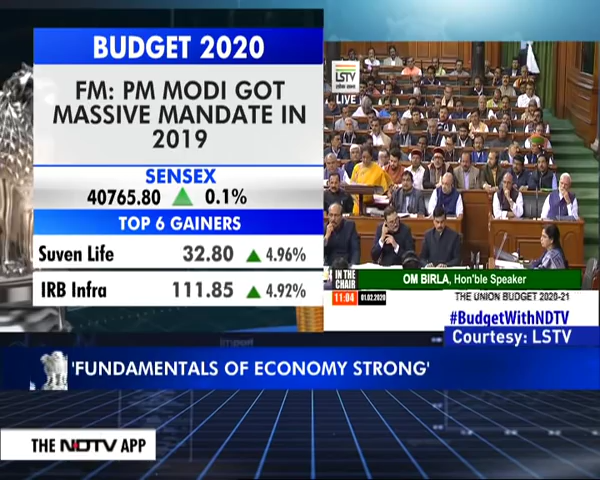 BUDGET 2020
FM: PM MODI GOT
MASSIVE MANDATE IN
2019
SENSEX
40765.80 0.1%
TOP 6 GAINERS
Suven Life 32.80 4.96%
IRB Infra 111.85 4.92%
LSTV
LIVE
IN THE
CHAIR
OM BIRLA, Hon'ble Speaker
11:04 01.02.2020 THE UNION BUDGET 2020-21
#BudgetWithNDTV
Courtesy: LSTV
'FUNDAMENTALS OF ECONOMY STRONG'
THE NDTV APP